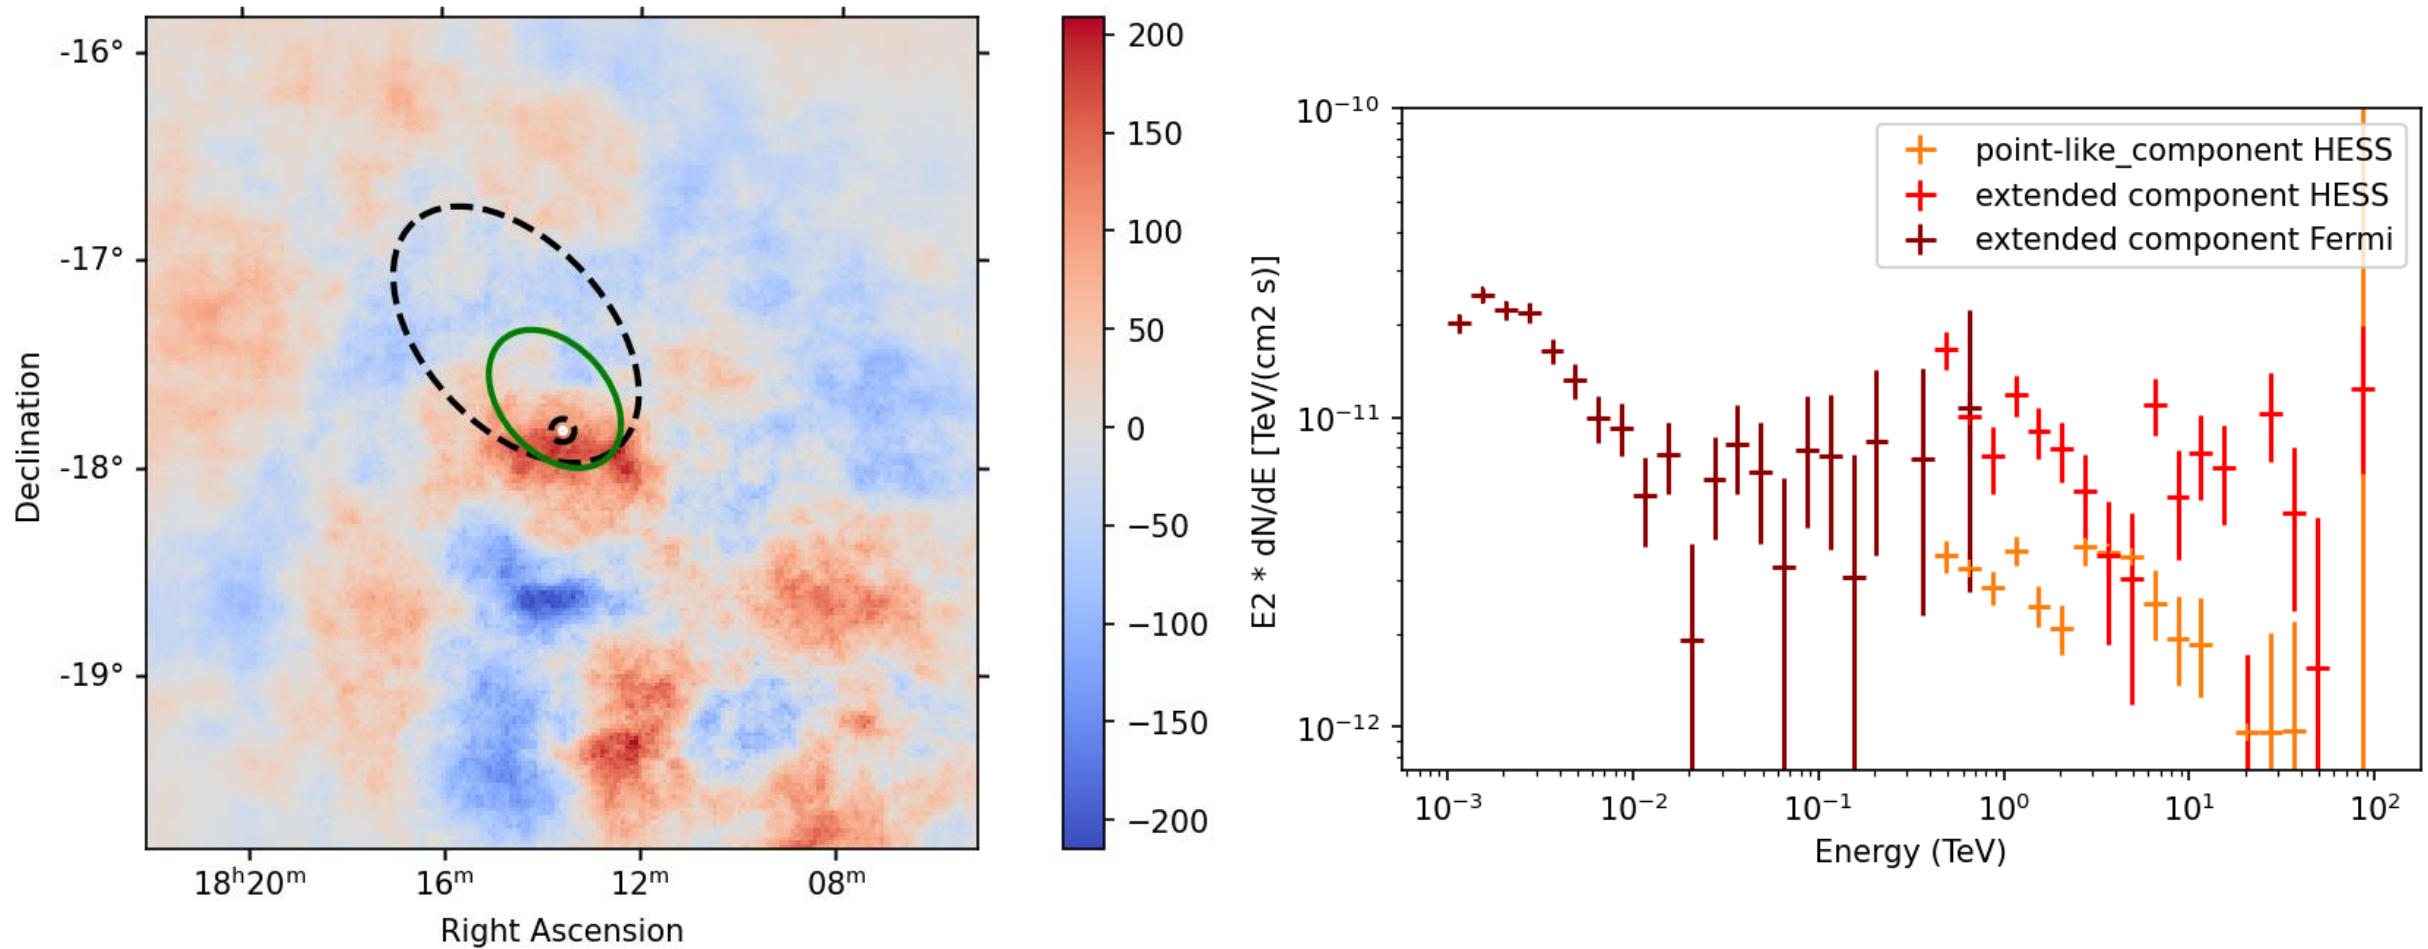 -16°
-17°
-18°
-19°
Declination
18ʰ20ᵐ
16ᵐ
12ᵐ
08ᵐ
Right Ascension
200
150
100
50
0
−50
−100
−150
−200
10⁻¹⁰
10⁻¹¹
10⁻¹²
E2 * dN/dE [TeV/(cm2 s)]
point-like_component HESS
extended component HESS
extended component Fermi
10⁻³
10⁻²
10⁻¹
10⁰
10¹
10²
Energy (TeV)